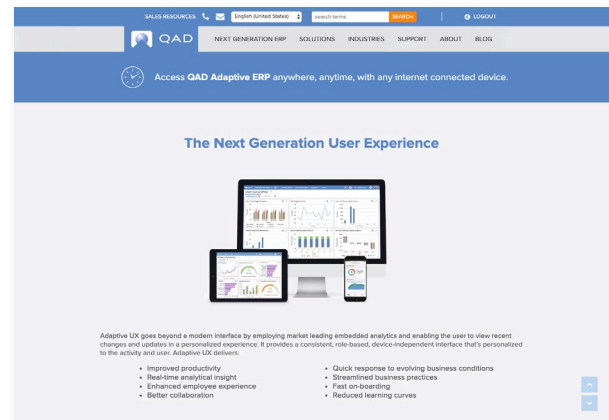 SALES RESOURCES English (United States) search terms SEARCH LOGOUT
QAD NEXT GENERATION ERP SOLUTIONS INDUSTRIES SUPPORT ABOUT BLOG
Access QAD Adaptive ERP anywhere, anytime, with any internet connected device.
The Next Generation User Experience
Adaptive UX goes beyond a modern interface by employing market leading embedded analytics and enabling the user to view recent
changes and updates in a personalized experience. It provides a consistent, role-based, device-independent interface that's personalized
to the activity and user. Adaptive UX delivers:
• Improved productivity
• Real-time analytical insight
• Enhanced employee experience
• Better collaboration
• Quick response to evolving business conditions
• Streamlined business practices
• Fast on-boarding
• Reduced learning curves